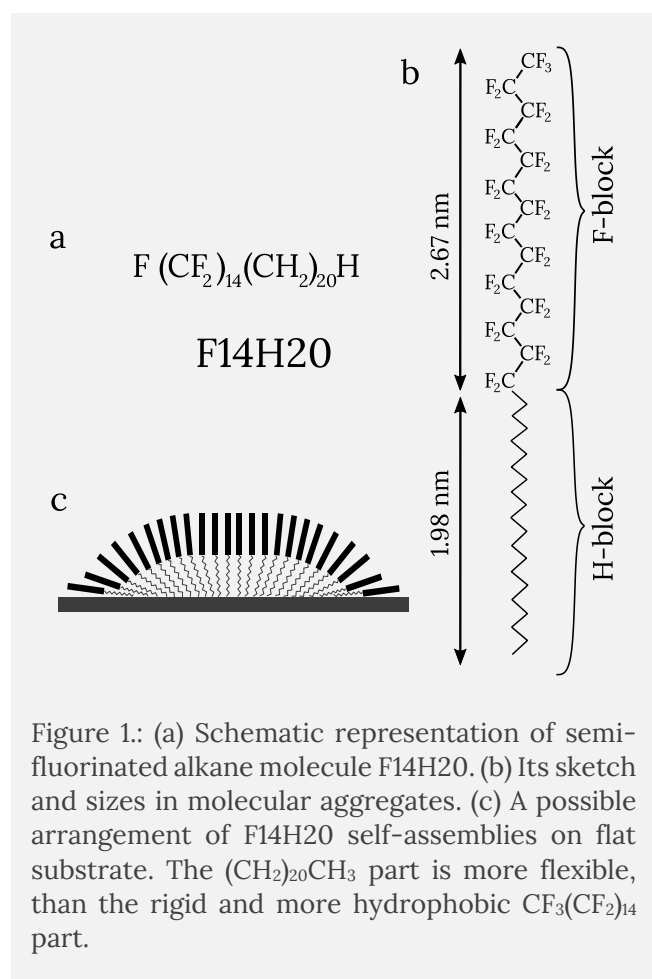 a
F (CF₂)₁₄(CH₂)₂₀H
F14H20
b
CF₃
F₂C
CF₂
F₂C
CF₂
F₂C
CF₂
F₂C
CF₂
F₂C
CF₂
F₂C
CF₂
F₂C
2.67 nm
F-block
1.98 nm
H-block
c
Figure 1.: (a) Schematic representation of semi-
fluorinated alkane molecule F14H20. (b) Its sketch
and sizes in molecular aggregates. (c) A possible
arrangement of F14H20 self-assemblies on flat
substrate. The (CH₂)₂₀CH₃ part is more flexible,
than the rigid and more hydrophobic CF₃(CF₂)₁₄
part.